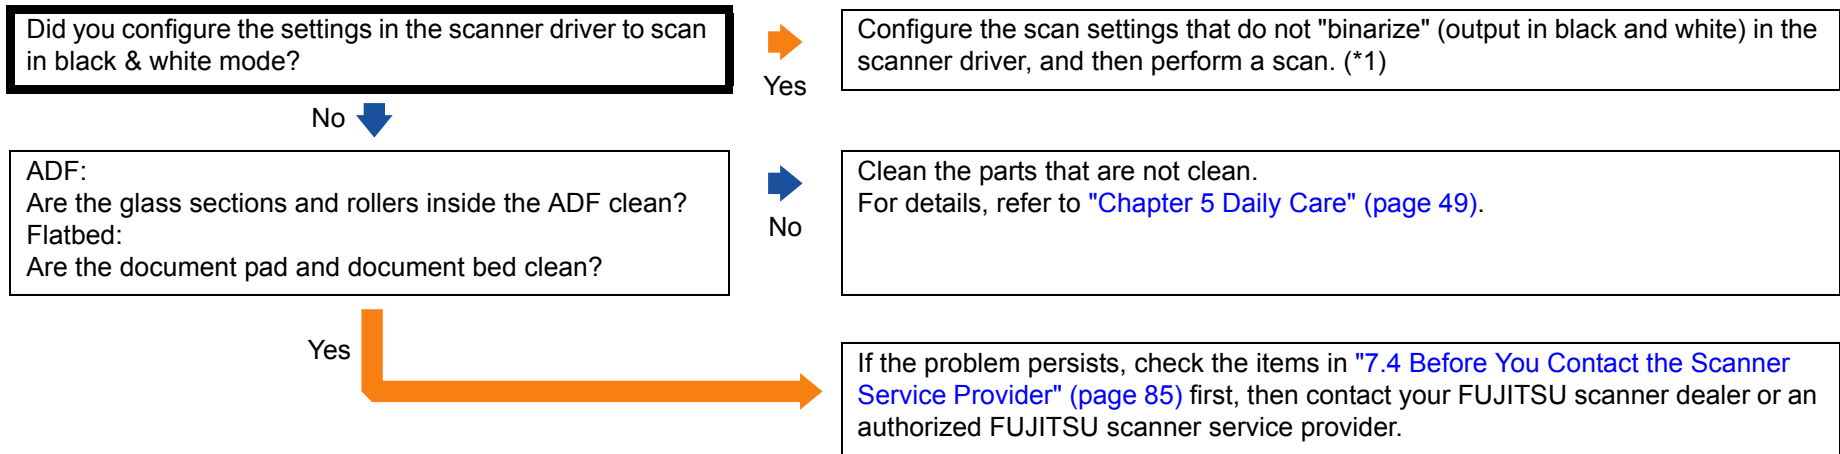 Did you configure the settings in the scanner driver to scan
in black & white mode?
Yes
Configure the scan settings that do not "binarize" (output in black and white) in the
scanner driver, and then perform a scan. (*1)
No
ADF:
Are the glass sections and rollers inside the ADF clean?
Flatbed:
Are the document pad and document bed clean?
No
Clean the parts that are not clean.
For details, refer to "Chapter 5 Daily Care" (page 49).
Yes
If the problem persists, check the items in "7.4 Before You Contact the Scanner
Service Provider" (page 85) first, then contact your FUJITSU scanner dealer or an
authorized FUJITSU scanner service provider.